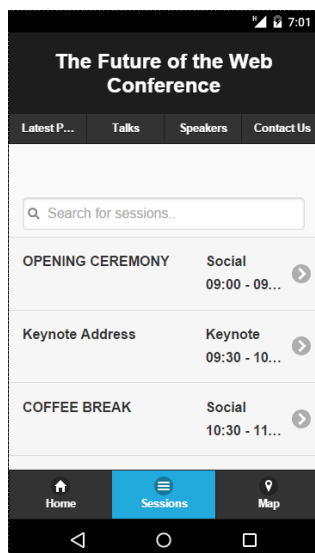 H 7:01
The Future of the Web
Conference
Latest P... Talks Speakers Contact Us
Search for sessions..
OPENING CEREMONY Social
09:00 - 09...
Keynote Address Keynote
09:30 - 10...
COFFEE BREAK Social
10:30 - 11...
Home Sessions Map